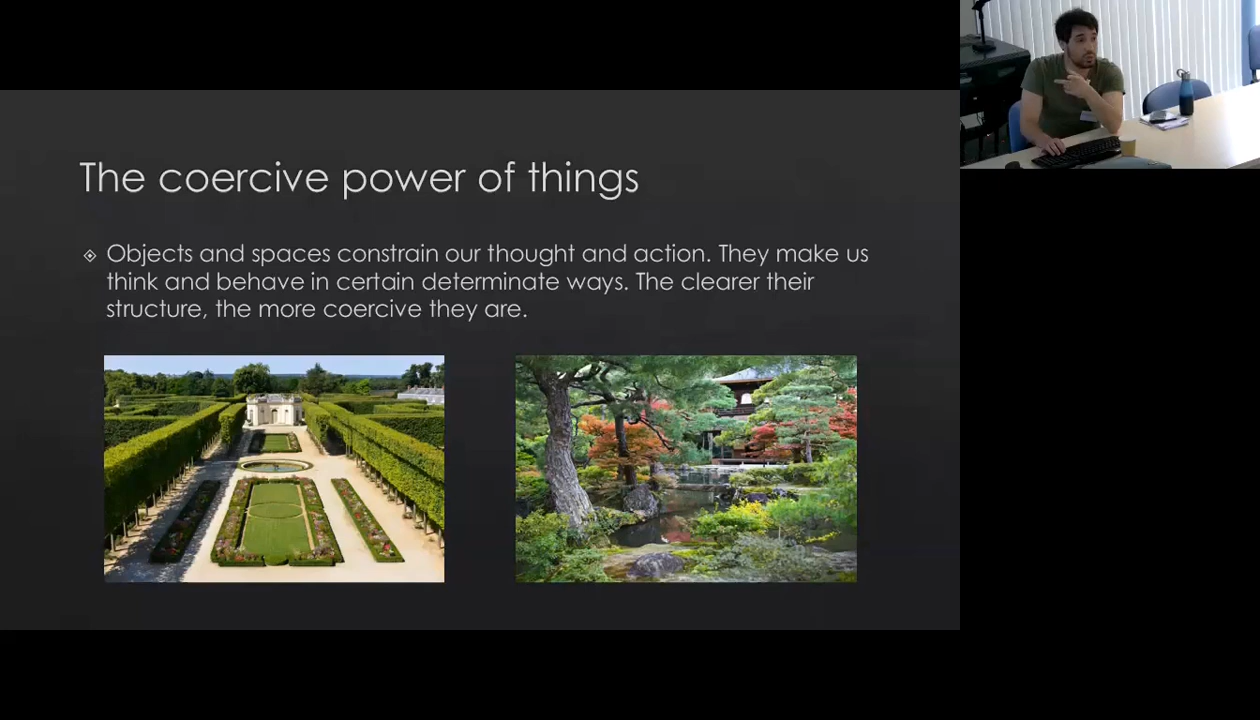 The coercive power of things
Objects and spaces constrain our thought and action. They make us
think and behave in certain determinate ways. The clearer their
structure, the more coercive they are.